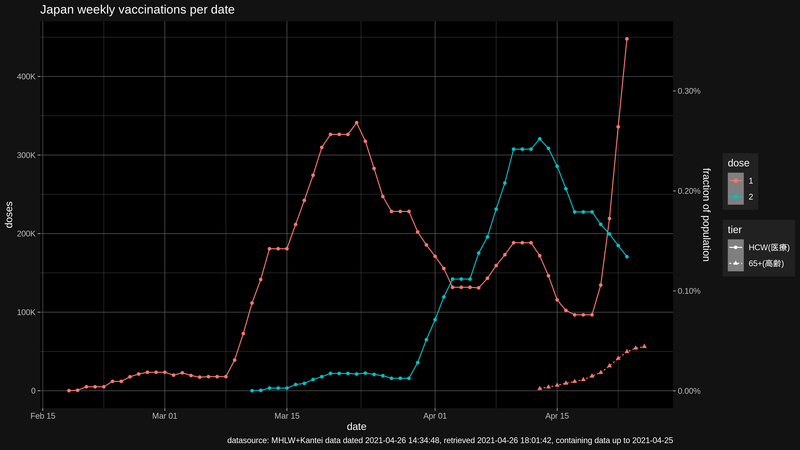 Japan weekly vaccinations per date
400K
300K
200K
100K
0
doses
0.30%
0.20%
0.10%
0.00%
fraction of population
Feb 15
Mar 01
Mar 15
Apr 01
Apr 15
date
dose
1
2
tier
HCW(医療)
65+(高齢)
datasource: MHLW+Kantei data dated 2021-04-26 14:34:48, retrieved 2021-04-26 18:01:42, containing data up to 2021-04-25